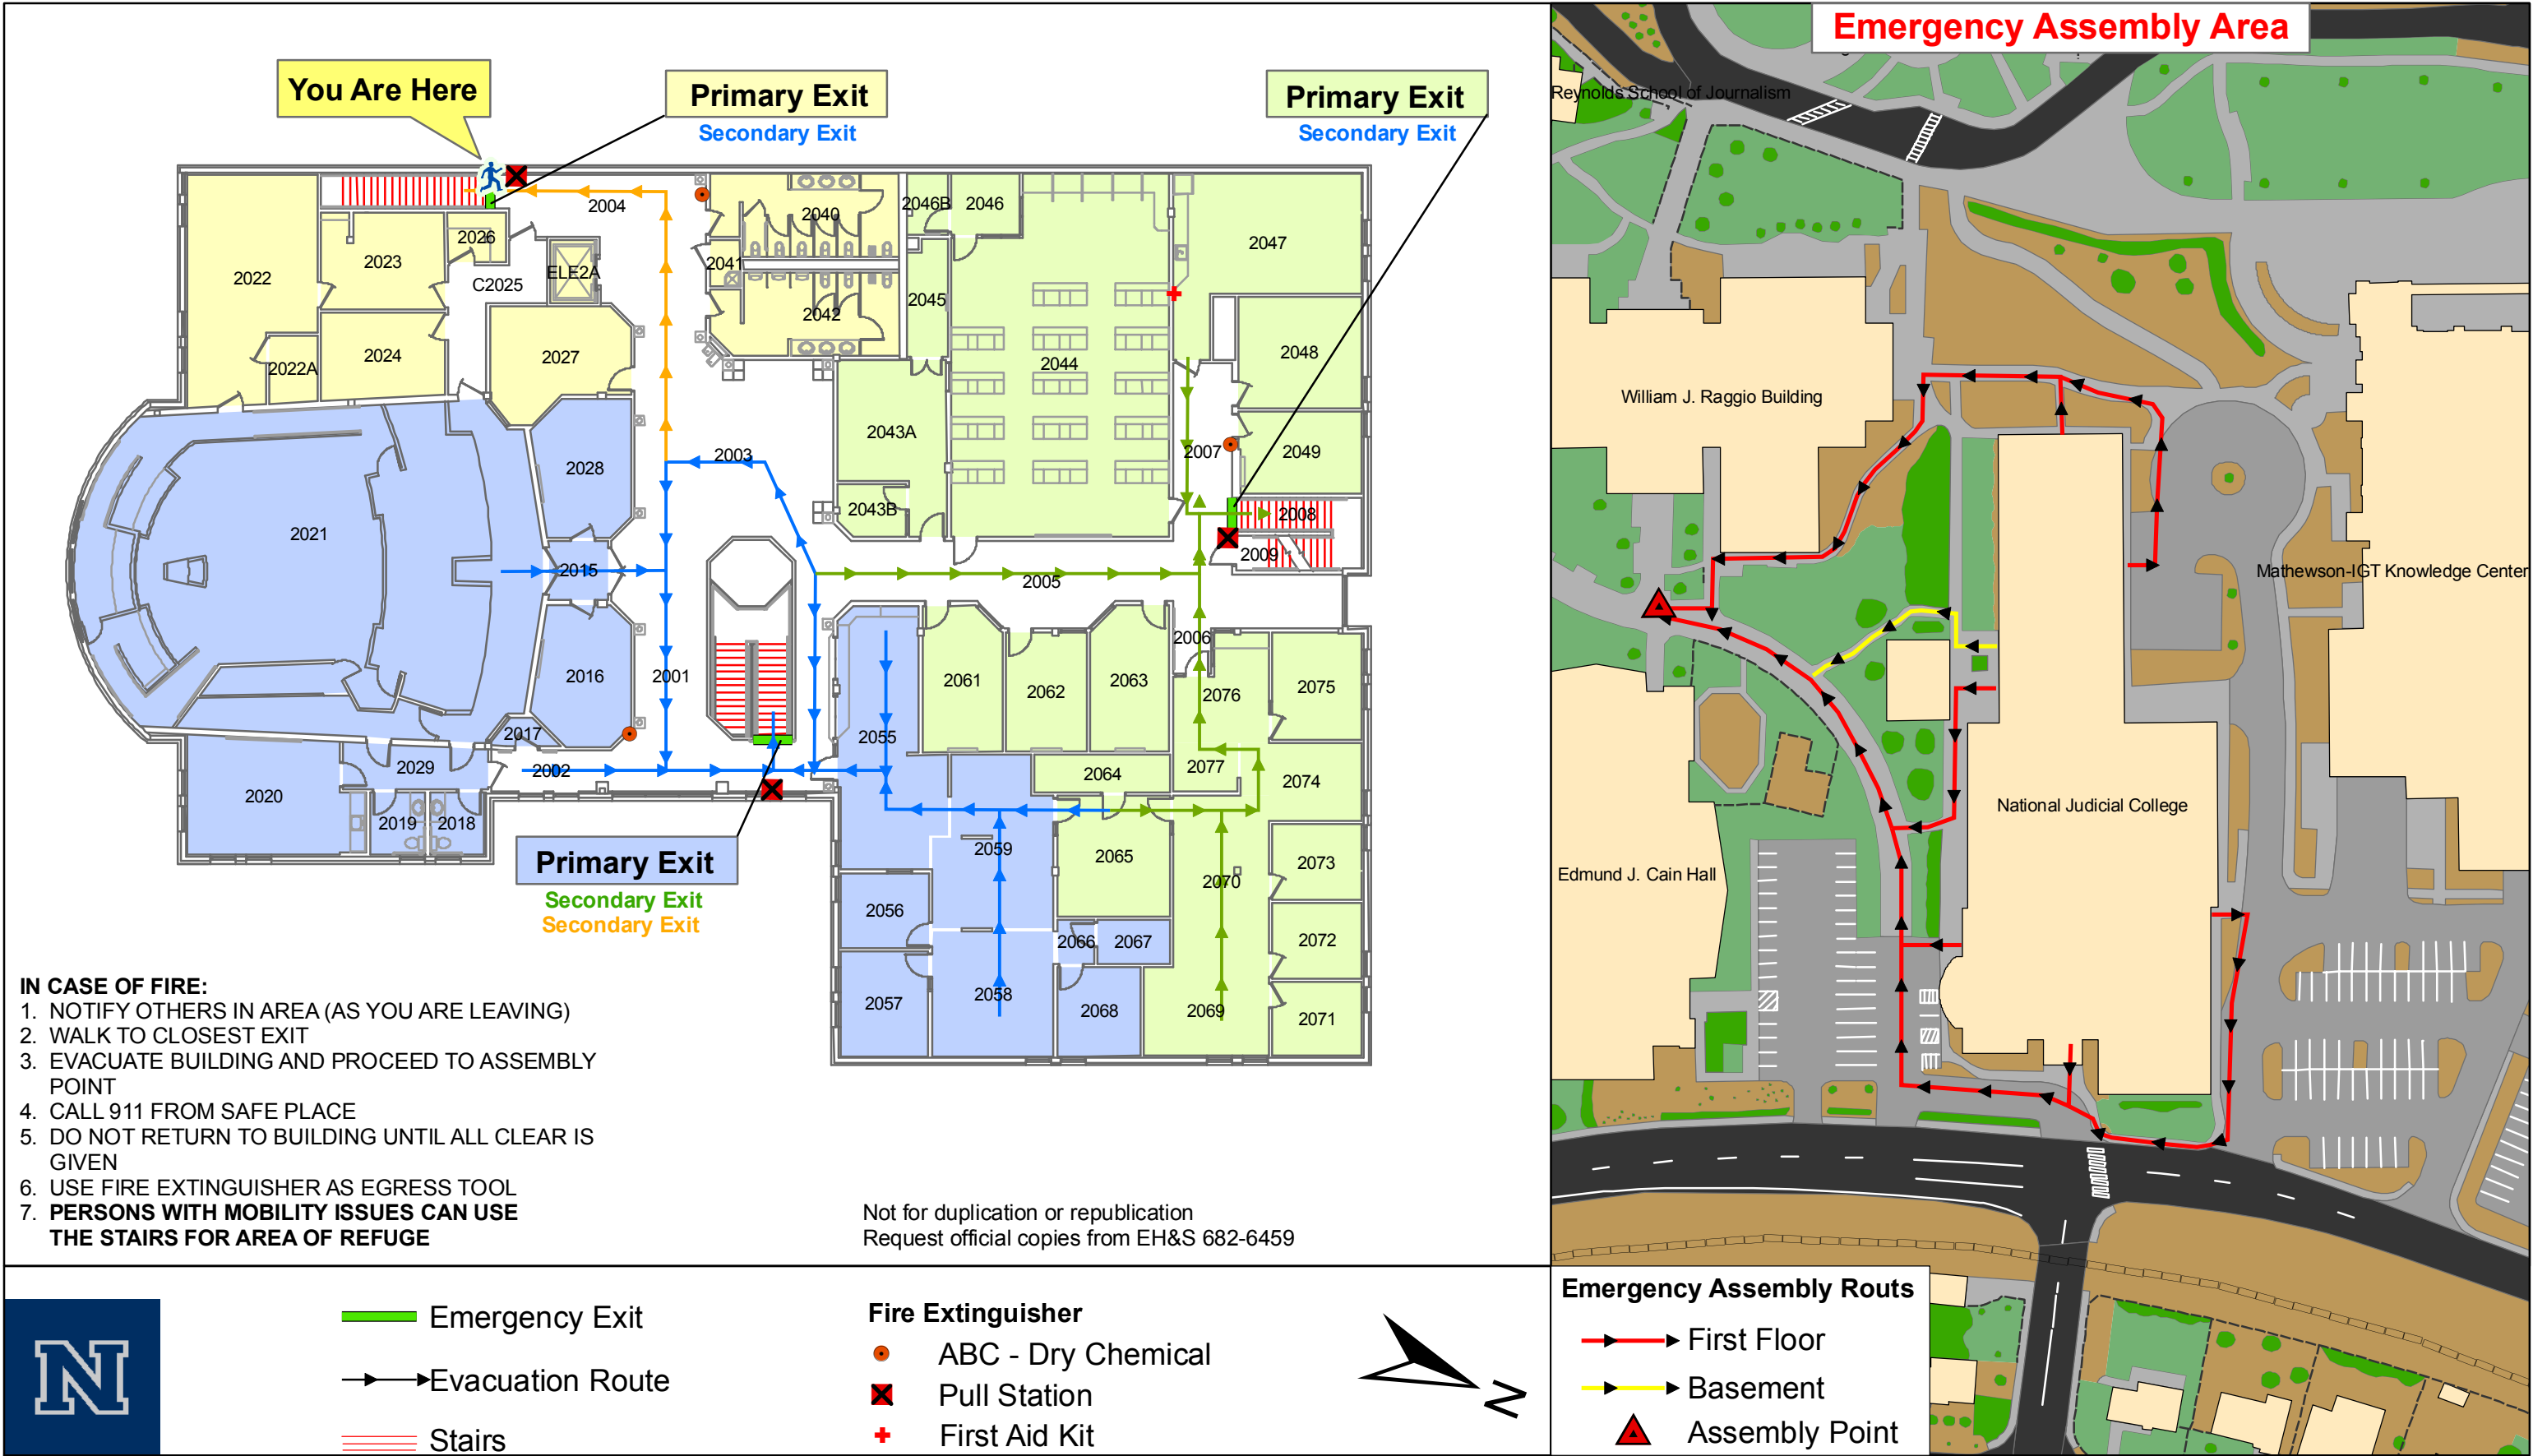 You Are Here
Primary Exit
Secondary Exit
Primary Exit
Secondary Exit
2004
2040
2046B
2046
2047
2026
2023
2022
C2025
ELE2A
2041
2045
2042
2044
2048
2022A
2024
2027
2043A
2003
2007
2049
2028
2043B
2008
2021
2009
2015
2005
2006
2016
2001
2061
2062
2063
2076
2075
2017
2055
2002
2029
2064
2077
2074
2020
2019
2018
2059
2065
2073
2070
2056
2066
2067
2072
2057
2058
2068
2069
2071
Primary Exit
Secondary Exit
Secondary Exit
IN CASE OF FIRE:
1. NOTIFY OTHERS IN AREA (AS YOU ARE LEAVING)
2. WALK TO CLOSEST EXIT
3. EVACUATE BUILDING AND PROCEED TO ASSEMBLY
POINT
4. CALL 911 FROM SAFE PLACE
5. DO NOT RETURN TO BUILDING UNTIL ALL CLEAR IS
GIVEN
6. USE FIRE EXTINGUISHER AS EGRESS TOOL
7. PERSONS WITH MOBILITY ISSUES CAN USE
THE STAIRS FOR AREA OF REFUGE
Not for duplication or republication
Request official copies from EH&S 682-6459
N
Emergency Exit
Evacuation Route
Stairs
Fire Extinguisher
ABC - Dry Chemical
Pull Station
First Aid Kit
N
Emergency Assembly Area
Reynolds School of Journalism
William J. Raggio Building
Mathewson-IGT Knowledge Center
National Judicial College
Edmund J. Cain Hall
Emergency Assembly Routs
First Floor
Basement
Assembly Point